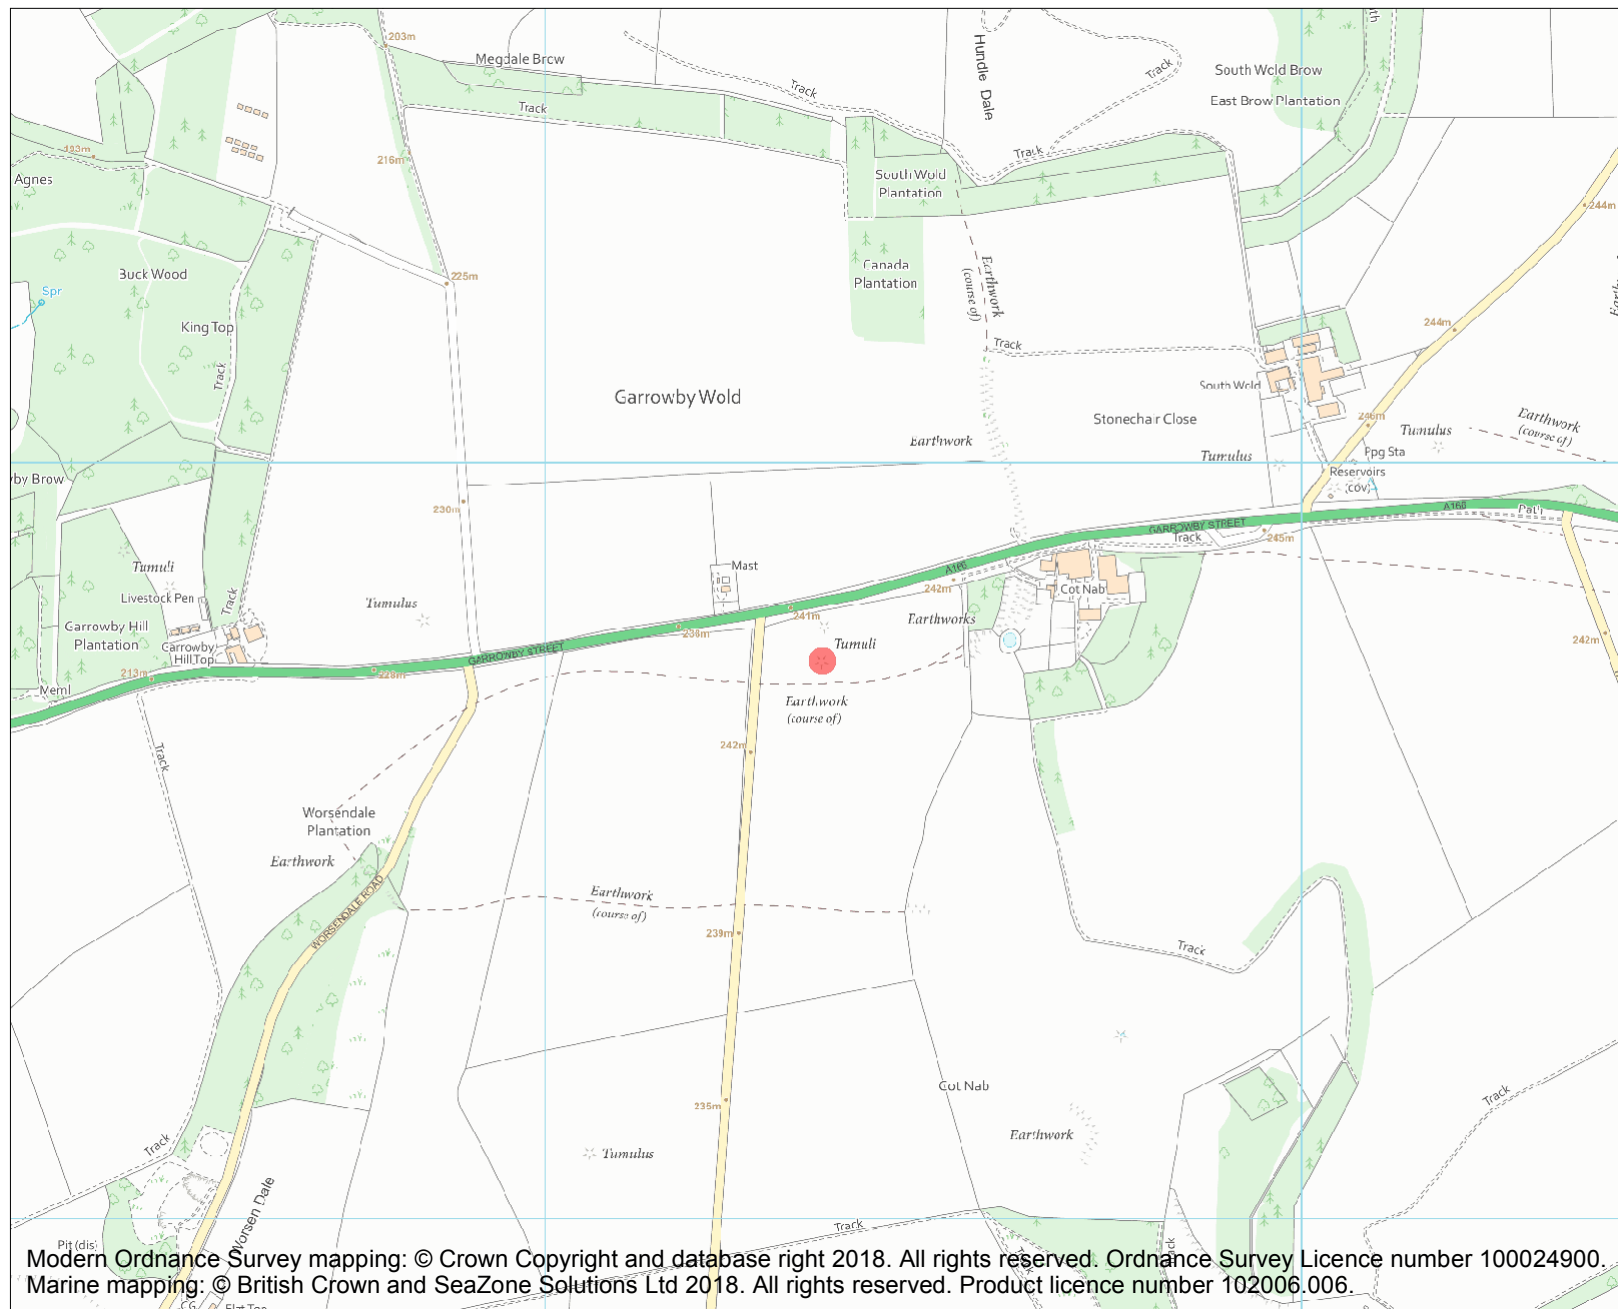 203m
Megdale Brow
Track
Track
Hundle Dale
Track
South Wold Brow
East Brow Plantation
193m
216m
Agnes
Track
South Wold
Plantation
244m
Buck Wood
225m
Canada
Plantation
Earthwork
(course of)
Spr
King Top
244m
Track
South Wold
Track
Garrowby Wold
Stonechair Close
246m
Tumulus
Earthwork
(course of)
Earthwork
Tumulus
Ppg Sta
Reservoirs
(cov)
by Brow
230m
A166
Path
GARROWBY STREET
Track
245m
Tumuli
Mast
A166
242m
Cot Nab
Livestock Pen
Track
Tumulus
Garrowby Hill
Plantation
Garrowby
Hill Top
241m
238m
Earthworks
Tumuli
242m
GARROWBY STREET
213m
228m
Meml
Earthwork
(course of)
Track
242m
Worsendale
Plantation
Earthwork
Earthwork
(course of)
WORSENDALE ROAD
239m
Track
Cot Nab
235m
Track
Earthwork
Track
Tumulus
Worsen Dale
Track
Track
Track
Pit (dis)
Modern Ordnance Survey mapping: © Crown Copyright and database right 2018. All rights reserved. Ordnance Survey Licence number 100024900.
Marine mapping: © British Crown and SeaZone Solutions Ltd 2018. All rights reserved. Product licence number 102006.006.
CG